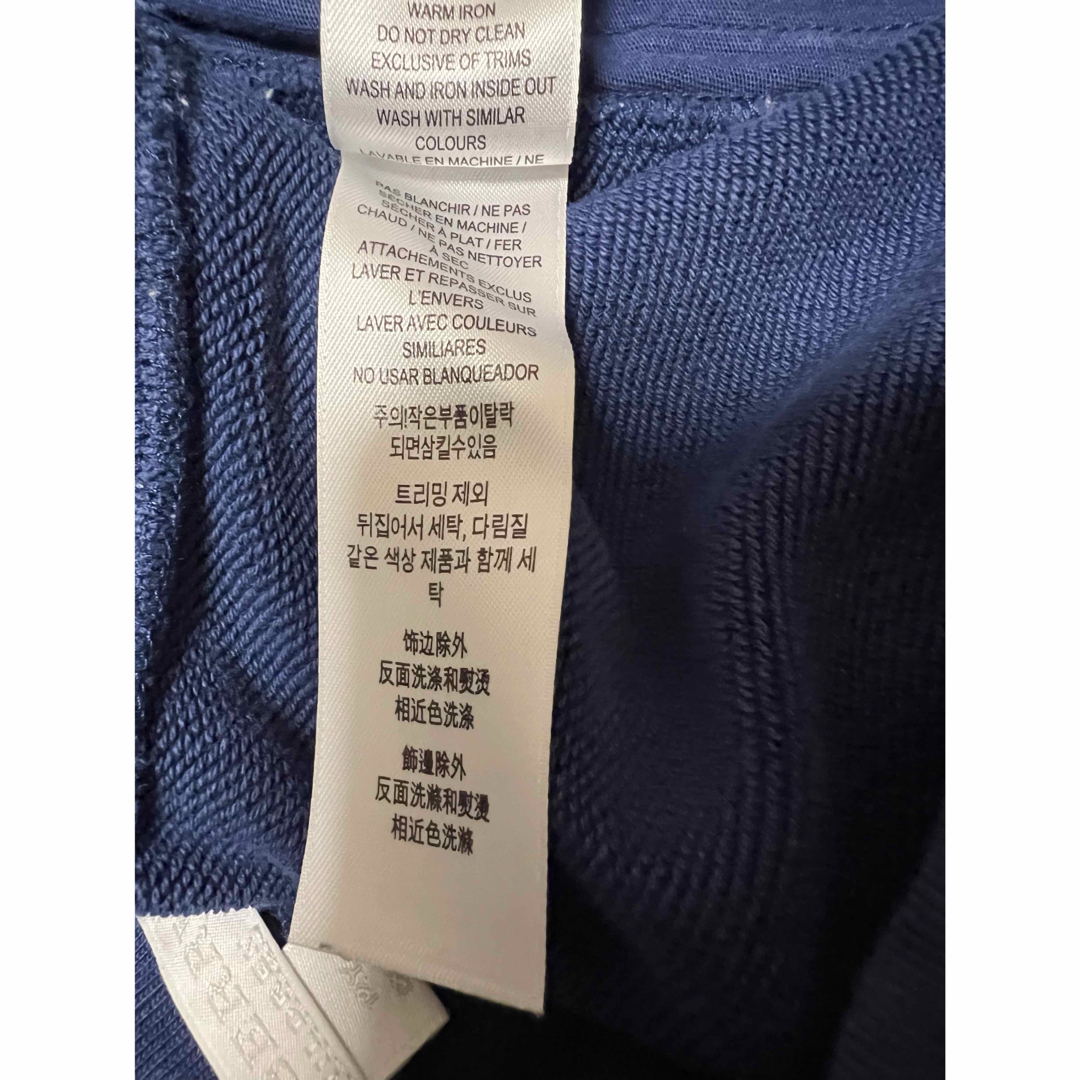 WARM IRON
DO NOT DRY CLEAN
EXCLUSIVE OF TRIMS
WASH AND IRON INSIDE OUT
WASH WITH SIMILAR
COLOURS
LAVABLE EN MACHINE / NE
PAS BLANCHIR / NE PAS
SÉCHER EN MACHINE /
SÉCHER À PLAT / FER
CHAUD / NE PAS NETTOYER
À SEC
ATTACHEMENTS EXCLUS
LAVER ET REPASSER SUR
L'ENVERS
LAVER AVEC COULEURS
SIMILIARES
NO USAR BLANQUEADOR
주의!작은부품이탈락
되면삼킬수있음
트리밍 제외
뒤집어서 세탁, 다림질
같은 색상 제품과 함께 세
탁
饰边除外
反面洗涤和熨烫
相近色洗涤
飾邊除外
反面洗滌和熨燙
相近色洗滌